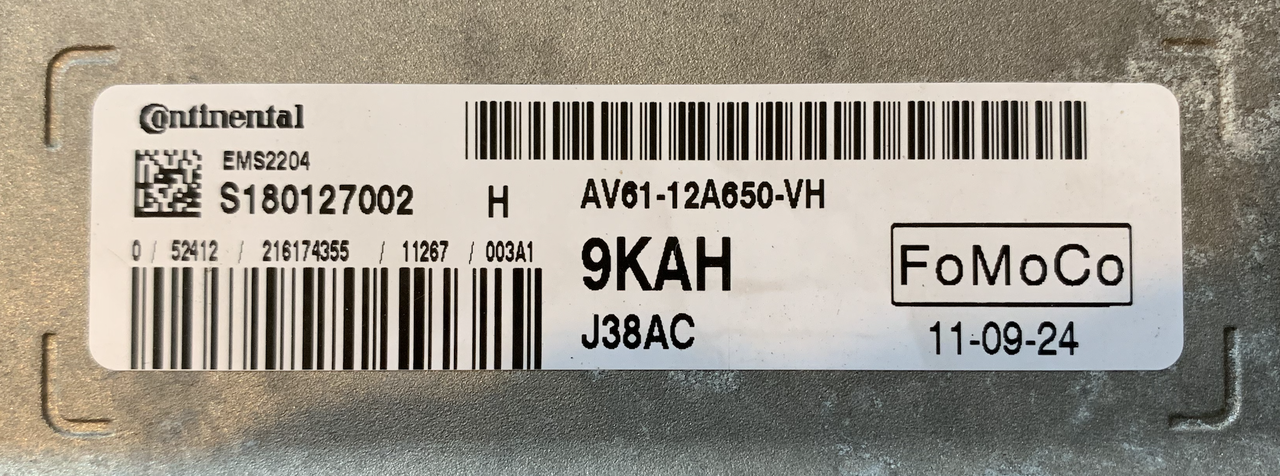 Continental
EMS2204
S180127002 H
AV61-12A650-VH
0 / 52412 / 216174355 / 11267 / 003A1
9KAH
FoMoCo
J38AC
11-09-24